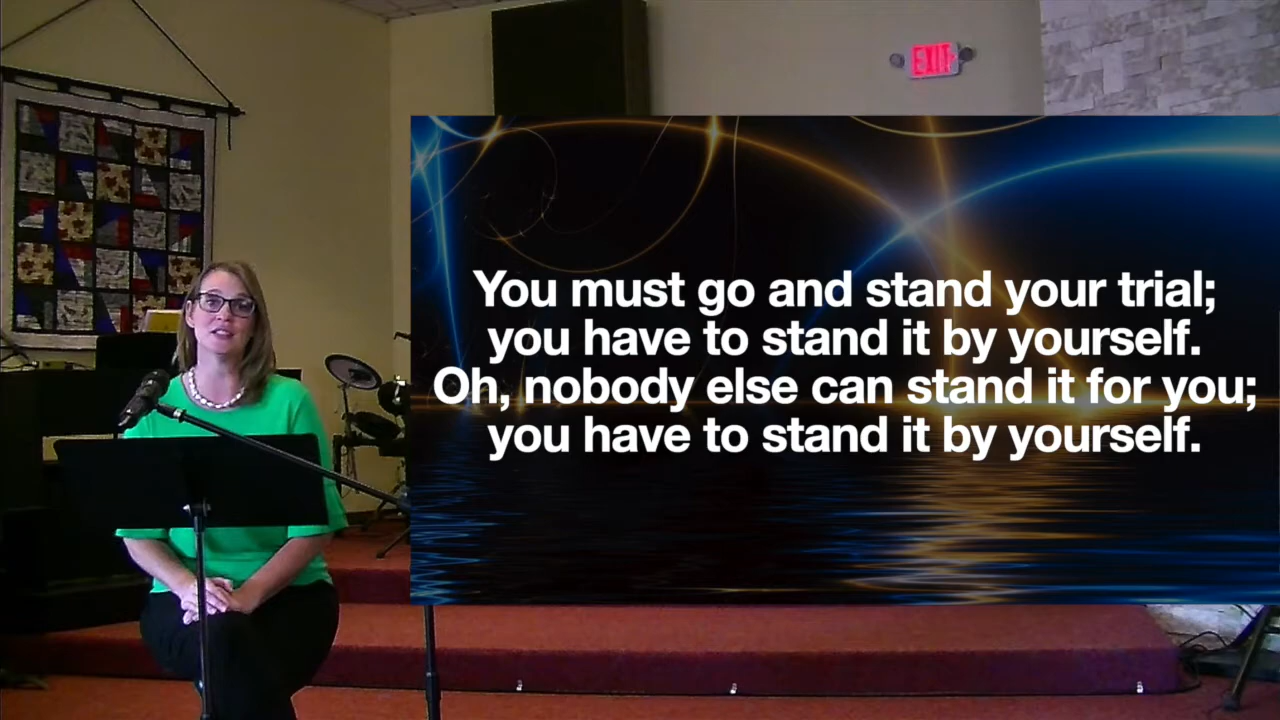 EXIT
You must go and stand your trial;
you have to stand it by yourself.
Oh, nobody else can stand it for you;
you have to stand it by yourself.